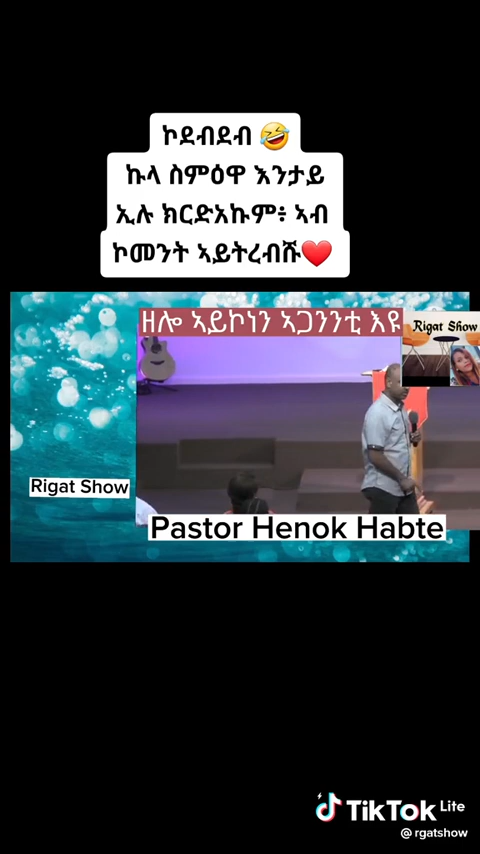 ኮደብደብ 🤣
ኩላ ስምዕዋ እንታይ
ኢሉ ክርድአኩም፥ ኣብ
ኮመንት ኣይትረብሹ❤️
ዘሎ ኣይኮነን ኣጋንንቲ እዩ
Rigat Show
Rigat Show
Pastor Henok Habte
TikTok Lite
@rgatshow